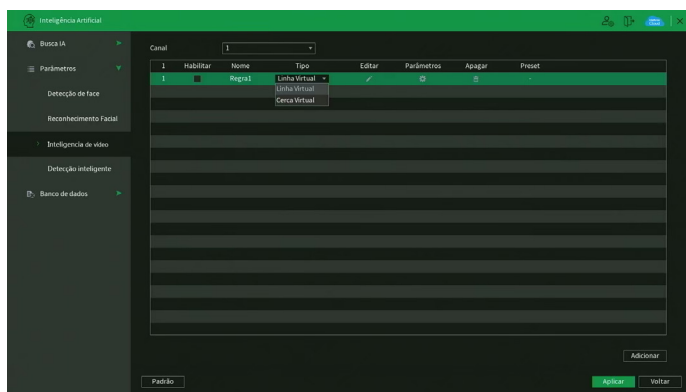 Inteligência Artificial
Busca IA
Parâmetros
Detecção de face
Reconhecimento Facial
Inteligencia de vídeo
Detecção inteligente
Banco de dados
Canal 1
1 Habilitar Nome Tipo Editar Parâmetros Apagar Preset
1 Regra1 Linha Virtual -
Linha Virtual
Cerca Virtual
Adicionar
Padrão Aplicar Voltar